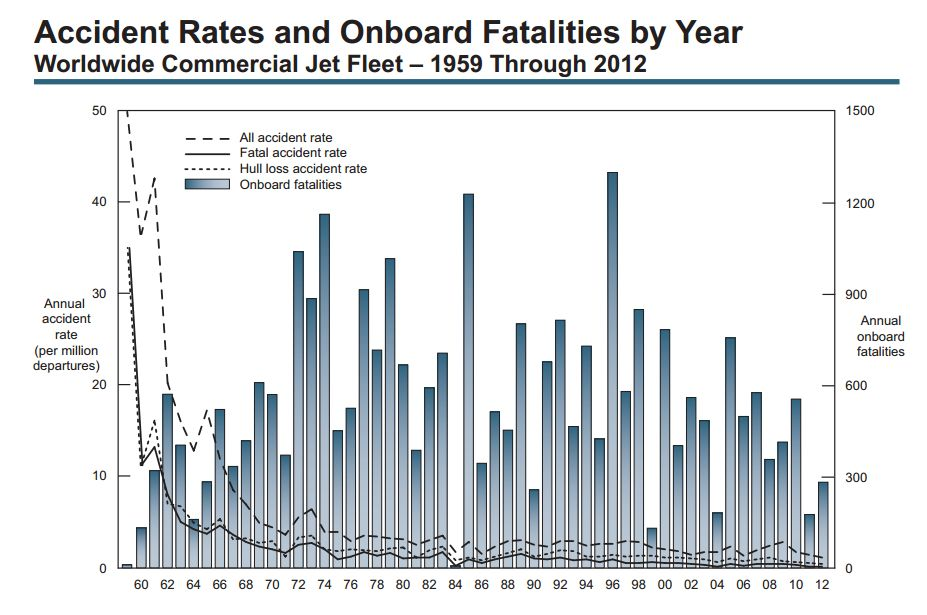 Accident Rates and Onboard Fatalities by Year
Worldwide Commercial Jet Fleet – 1959 Through 2012
50
40
30
20
10
0
Annual
accident
rate
(per million
departures)
All accident rate
Fatal accident rate
Hull loss accident rate
Onboard fatalities
1500
1200
900
600
300
0
Annual
onboard
fatalities
60 62 64 66 68 70 72 74 76 78 80 82 84 86 88 90 92 94 96 98 00 02 04 06 08 10 12